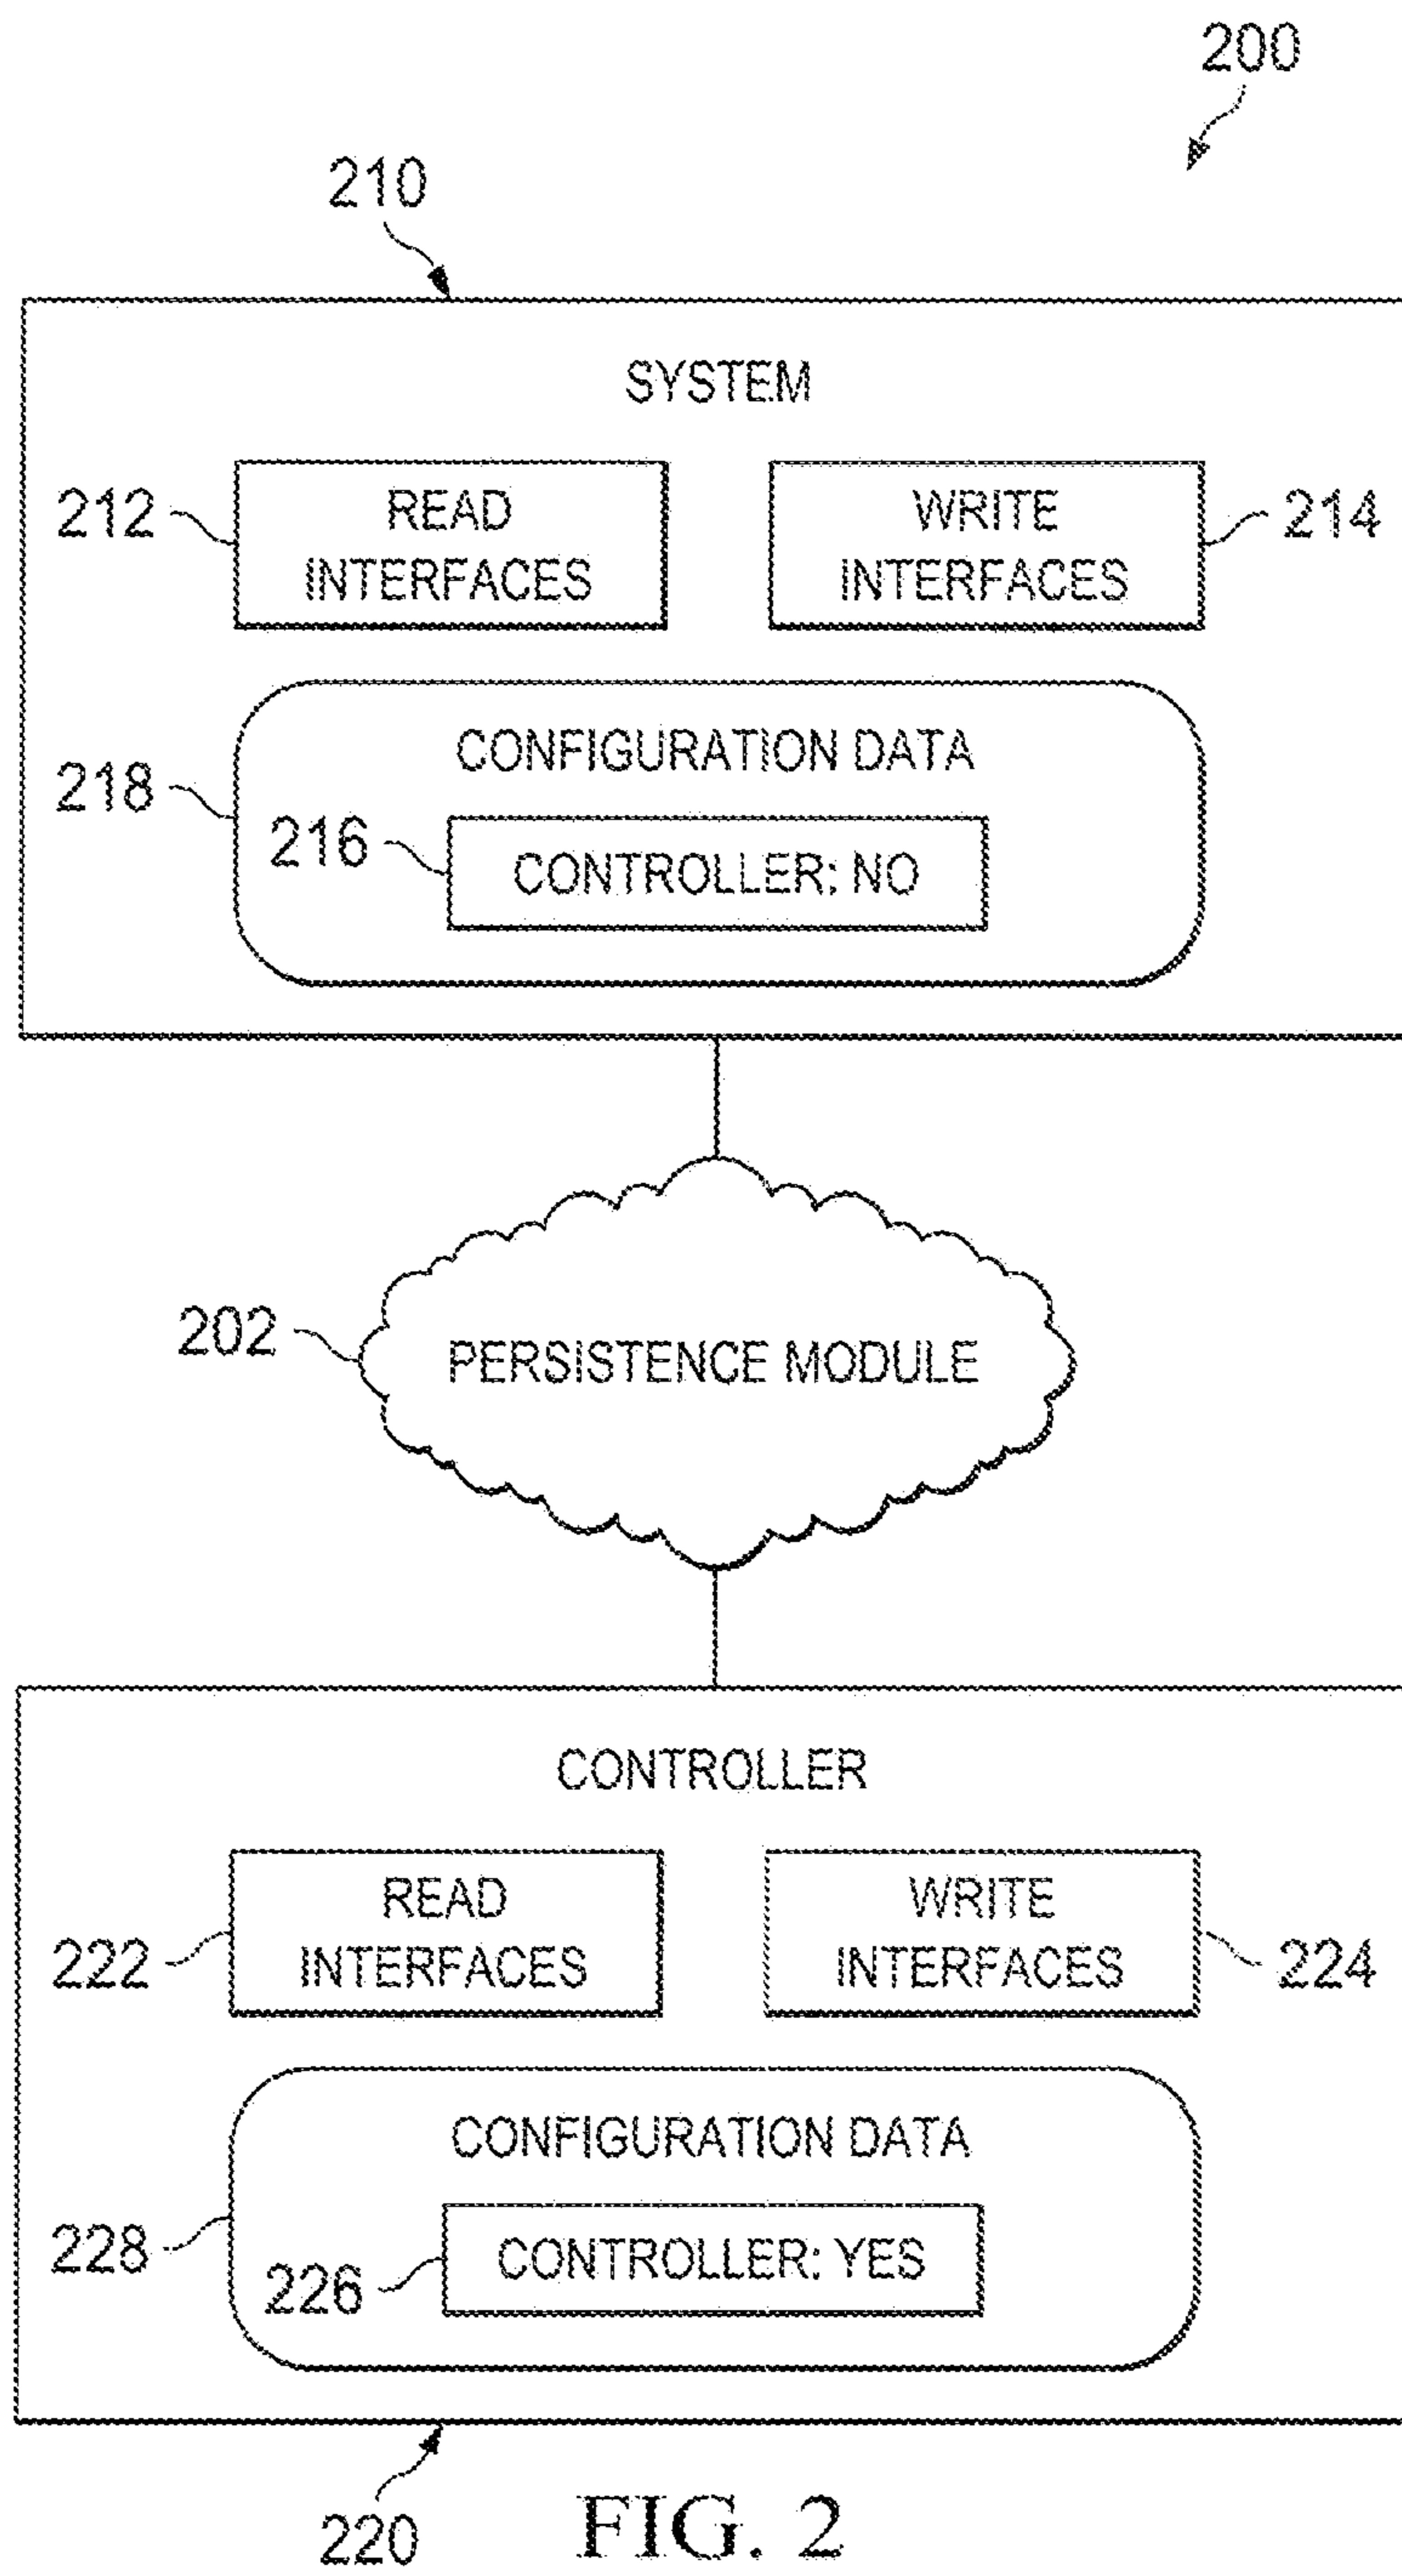 200
210
SYSTEM
212
READ
INTERFACES
WRITE
INTERFACES
214
218
CONFIGURATION DATA
216
CONTROLLER: NO
202
PERSISTENCE MODULE
CONTROLLER
222
READ
INTERFACES
WRITE
INTERFACES
224
228
CONFIGURATION DATA
226
CONTROLLER: YES
220
FIG. 2